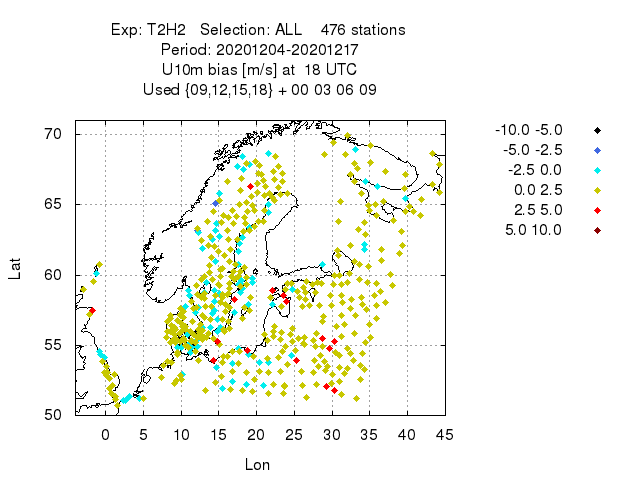 Exp: T2H2 Selection: ALL 476 stations
Period: 20201204-20201217
U10m bias [m/s] at 18 UTC
Used {09,12,15,18} + 00 03 06 09
-10.0 -5.0
-5.0 -2.5
-2.5 0.0
0.0 2.5
2.5 5.0
5.0 10.0
70
65
60
55
50
Lat
0 5 10 15 20 25 30 35 40 45
Lon